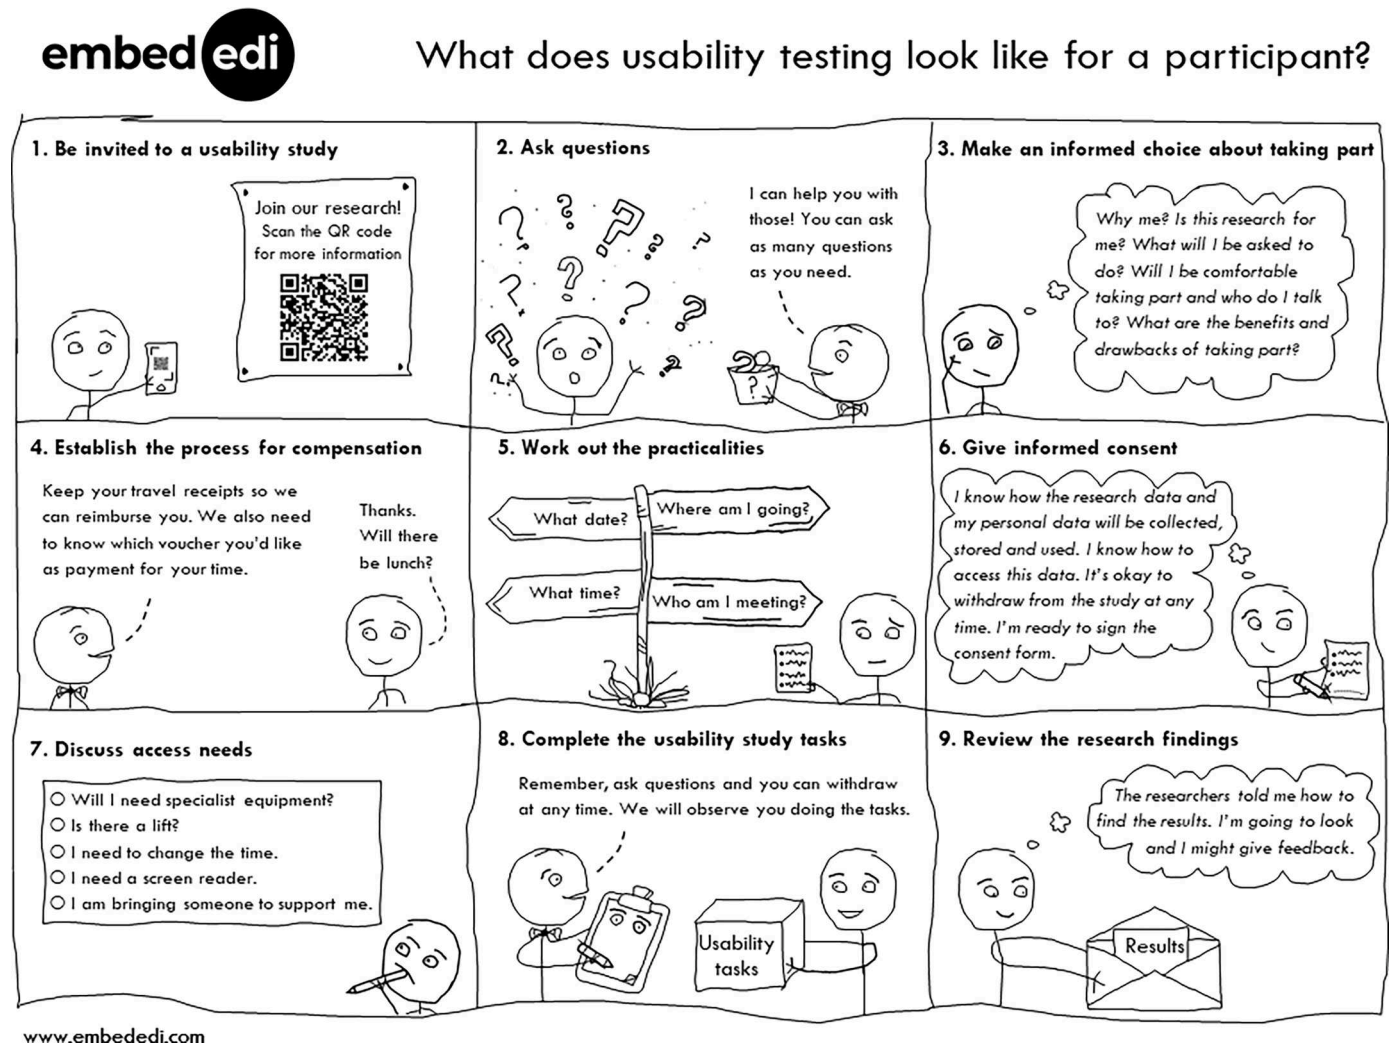 embed edi
What does usability testing look like for a participant?
1. Be invited to a usability study
Join our research!
Scan the QR code
for more information
2. Ask questions
I can help you with
those! You can ask
as many questions
as you need.
3. Make an informed choice about taking part
Why me? Is this research for
me? What will I be asked to
do? Will I be comfortable
taking part and who do I talk
to? What are the benefits and
drawbacks of taking part?
4. Establish the process for compensation
Keep your travel receipts so we
can reimburse you. We also need
to know which voucher you'd like
as payment for your time.
Thanks.
Will there
be lunch?
5. Work out the practicalities
What date?
Where am I going?
What time?
Who am I meeting?
6. Give informed consent
I know how the research data and
my personal data will be collected,
stored and used. I know how to
access this data. It's okay to
withdraw from the study at any
time. I'm ready to sign the
consent form.
7. Discuss access needs
Will I need specialist equipment?
Is there a lift?
I need to change the time.
I need a screen reader.
I am bringing someone to support me.
8. Complete the usability study tasks
Remember, ask questions and you can withdraw
at any time. We will observe you doing the tasks.
Usability
tasks
9. Review the research findings
The researchers told me how to
find the results. I'm going to look
and I might give feedback.
Results
www.embededi.com